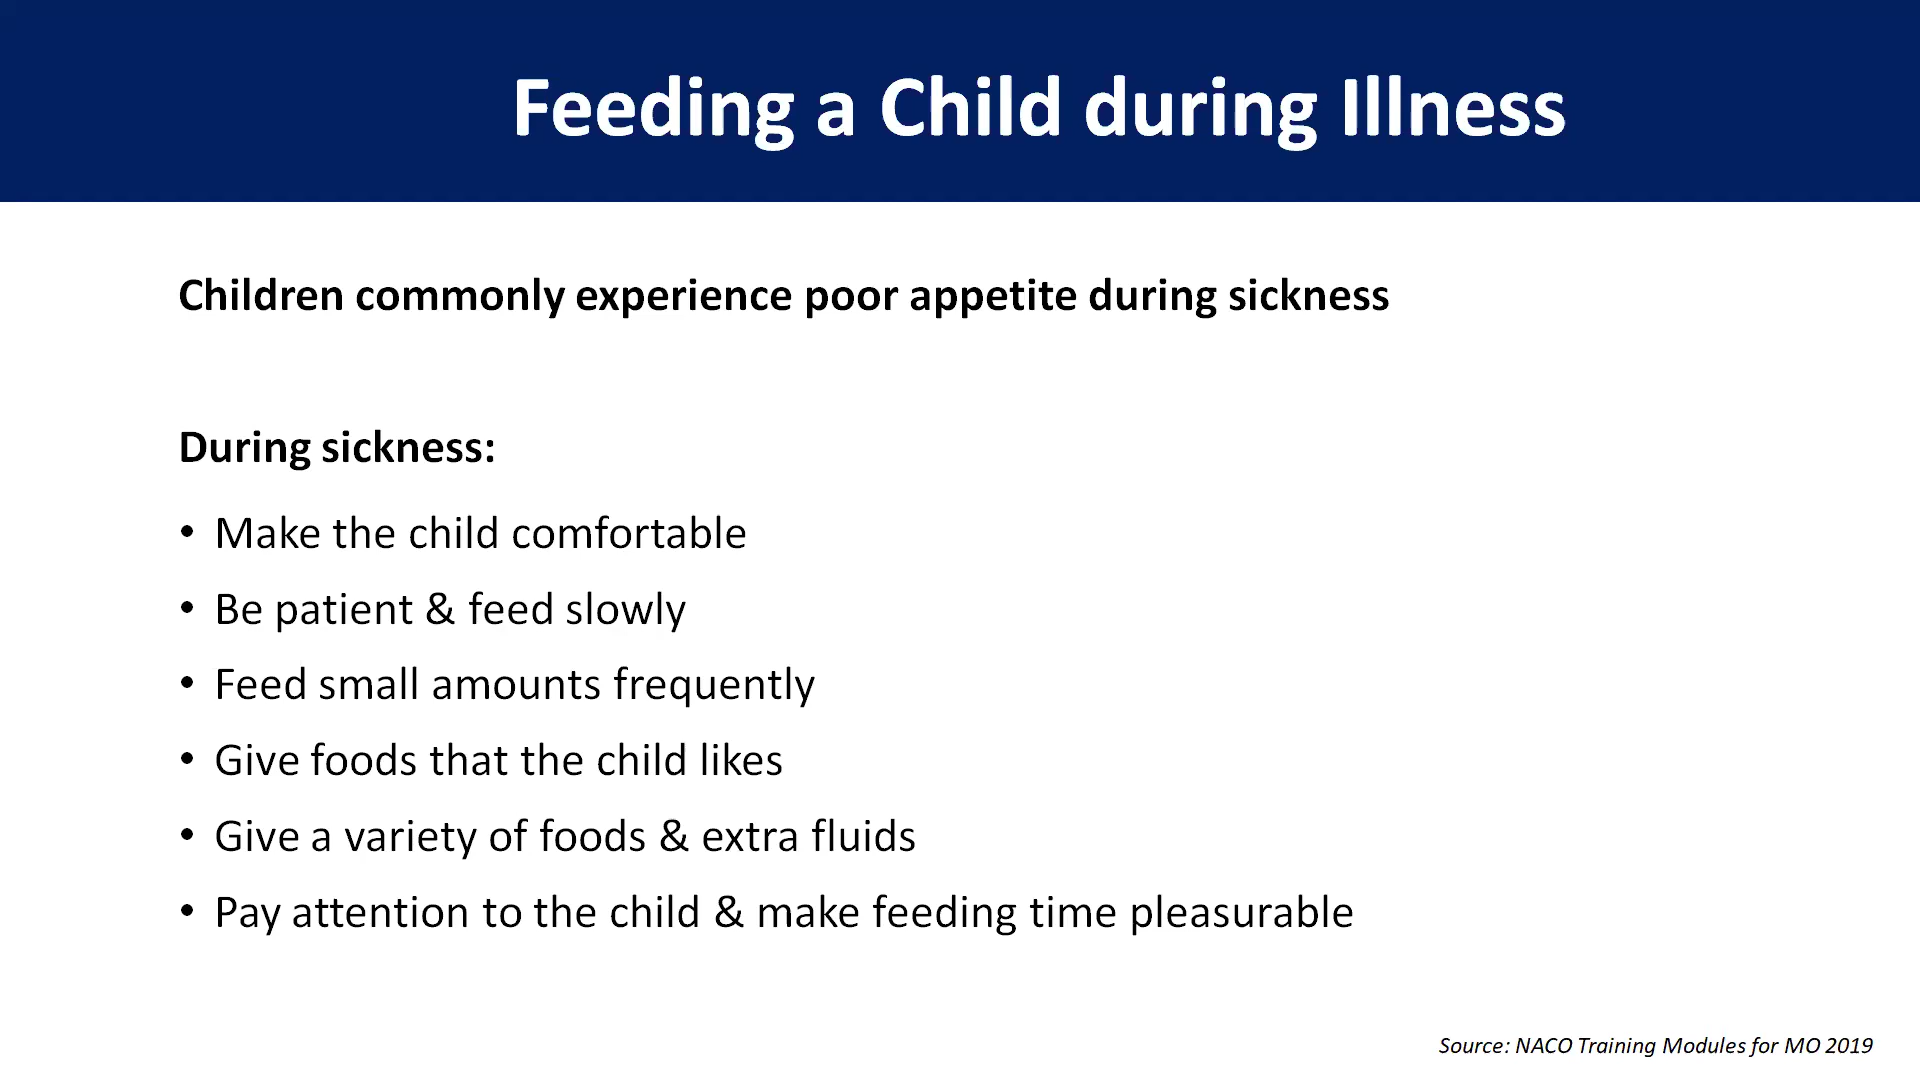 Feeding a Child during Illness
Children commonly experience poor appetite during sickness
During sickness:
• Make the child comfortable
• Be patient & feed slowly
• Feed small amounts frequently
• Give foods that the child likes
• Give a variety of foods & extra fluids
• Pay attention to the child & make feeding time pleasurable
Source: NACO Training Modules for MO 2019